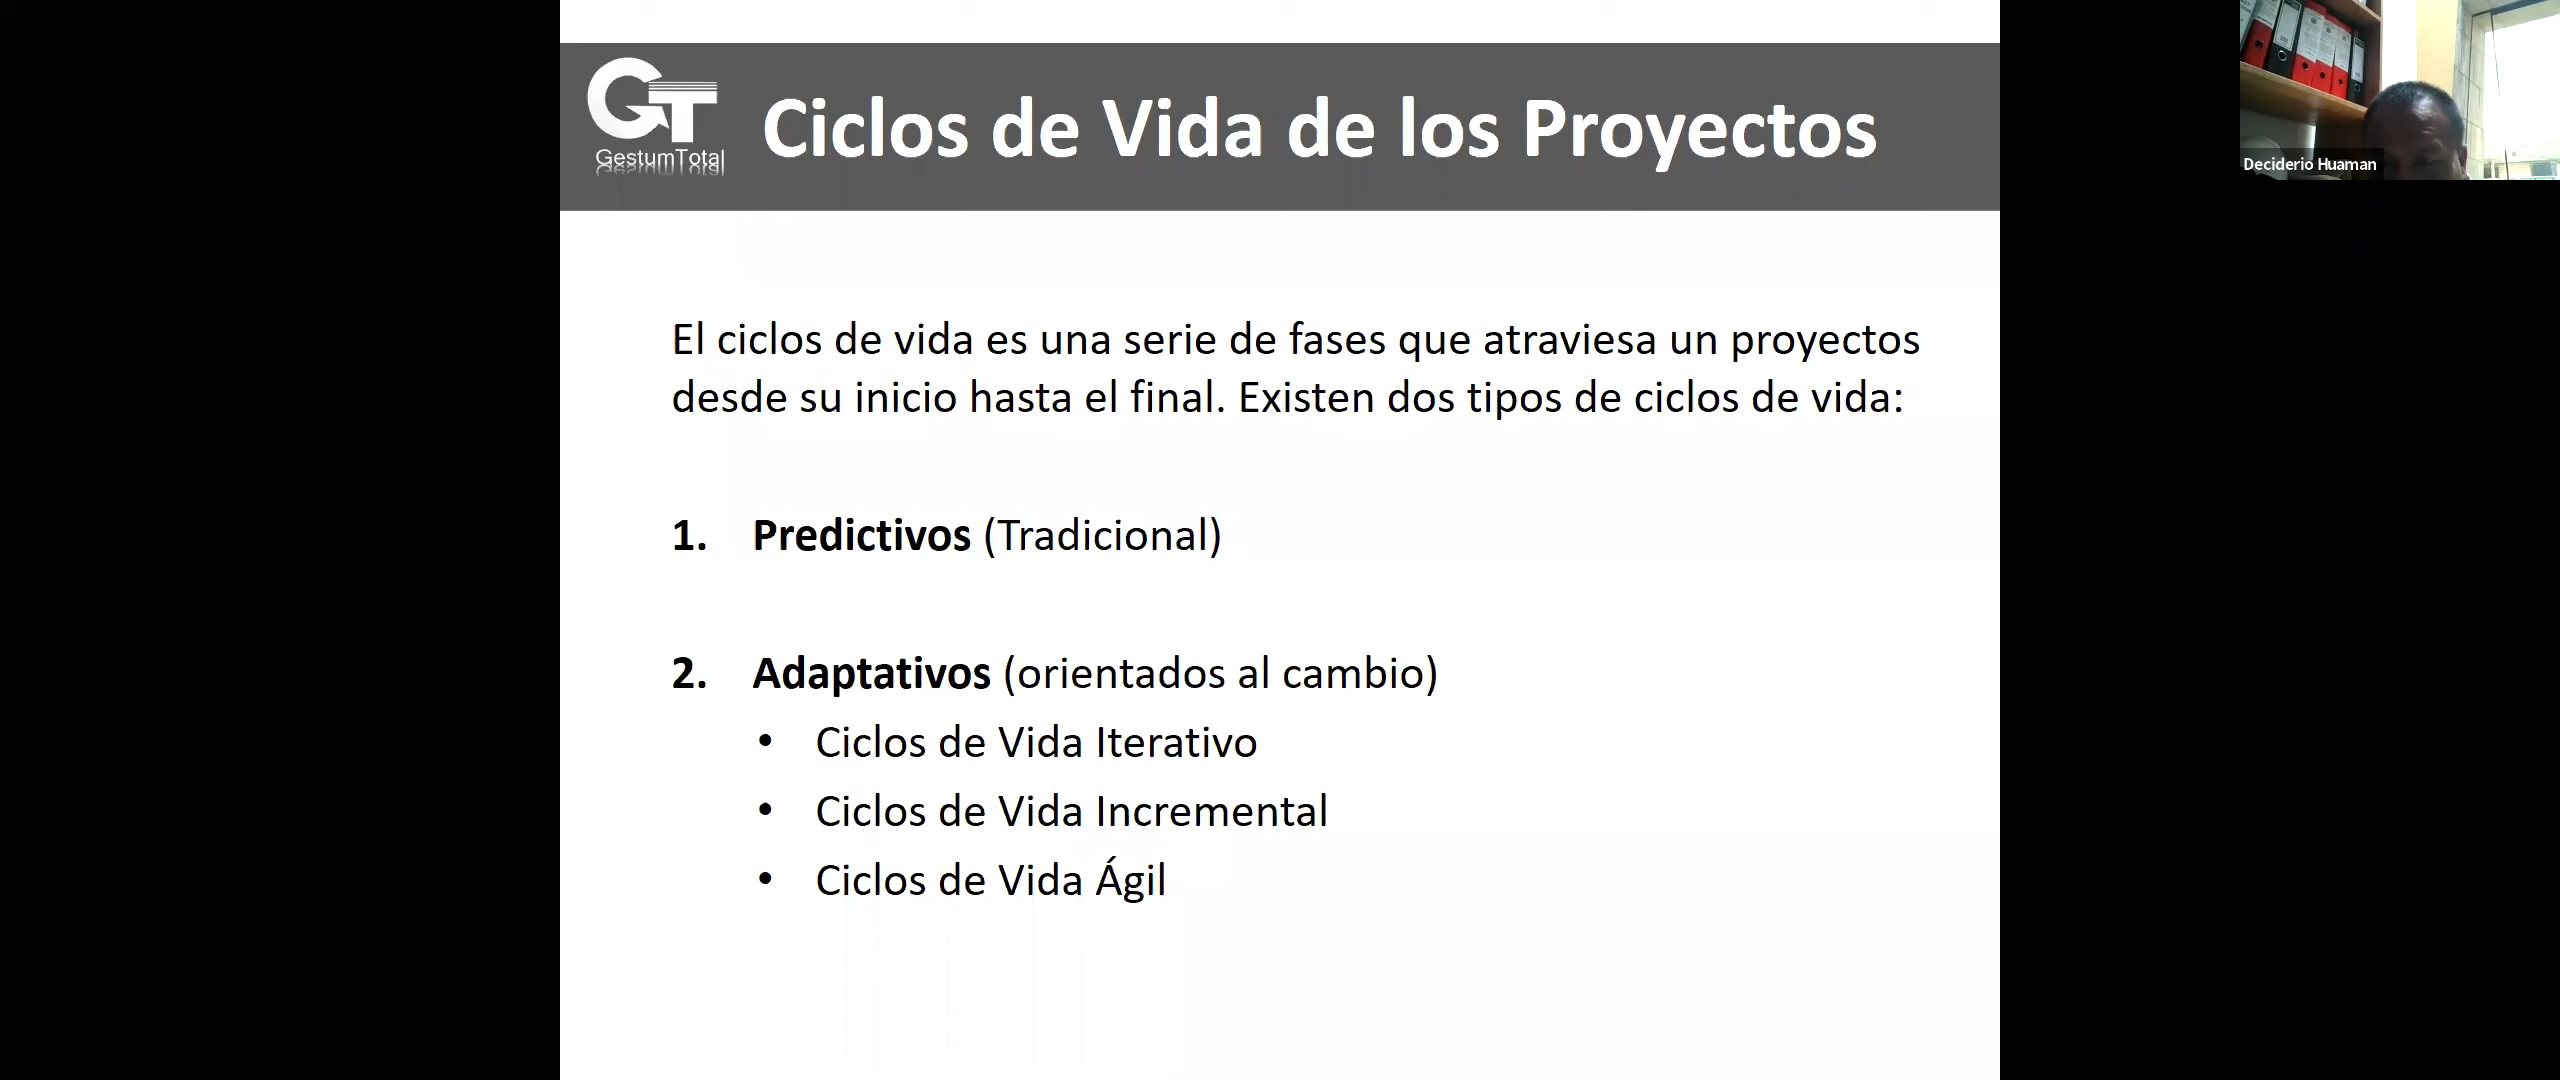 GT
GestumTotal
Ciclos de Vida de los Proyectos
Deciderio Huaman
El ciclos de vida es una serie de fases que atraviesa un proyectos
desde su inicio hasta el final. Existen dos tipos de ciclos de vida:
1. Predictivos (Tradicional)
2. Adaptativos (orientados al cambio)
• Ciclos de Vida Iterativo
• Ciclos de Vida Incremental
• Ciclos de Vida Ágil